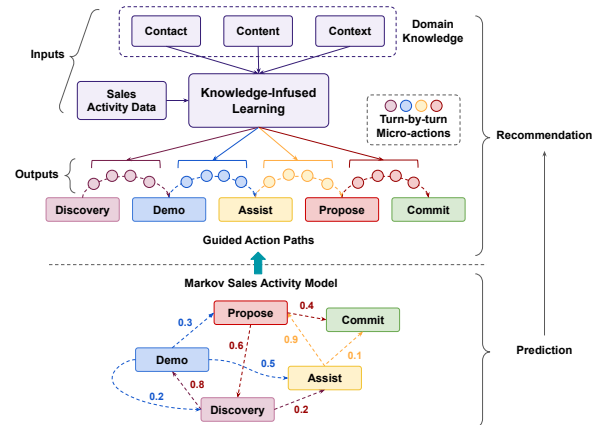 Contact
Content
Context
Domain
Knowledge
Inputs
Sales
Activity Data
Knowledge-Infused
Learning
Turn-by-turn
Micro-actions
Recommendation
Outputs
Discovery
Demo
Assist
Propose
Commit
Guided Action Paths
Markov Sales Activity Model
Propose
0.4
Commit
0.3
0.6
0.9
Demo
0.5
0.1
Prediction
Assist
0.8
0.2
Discovery
0.2